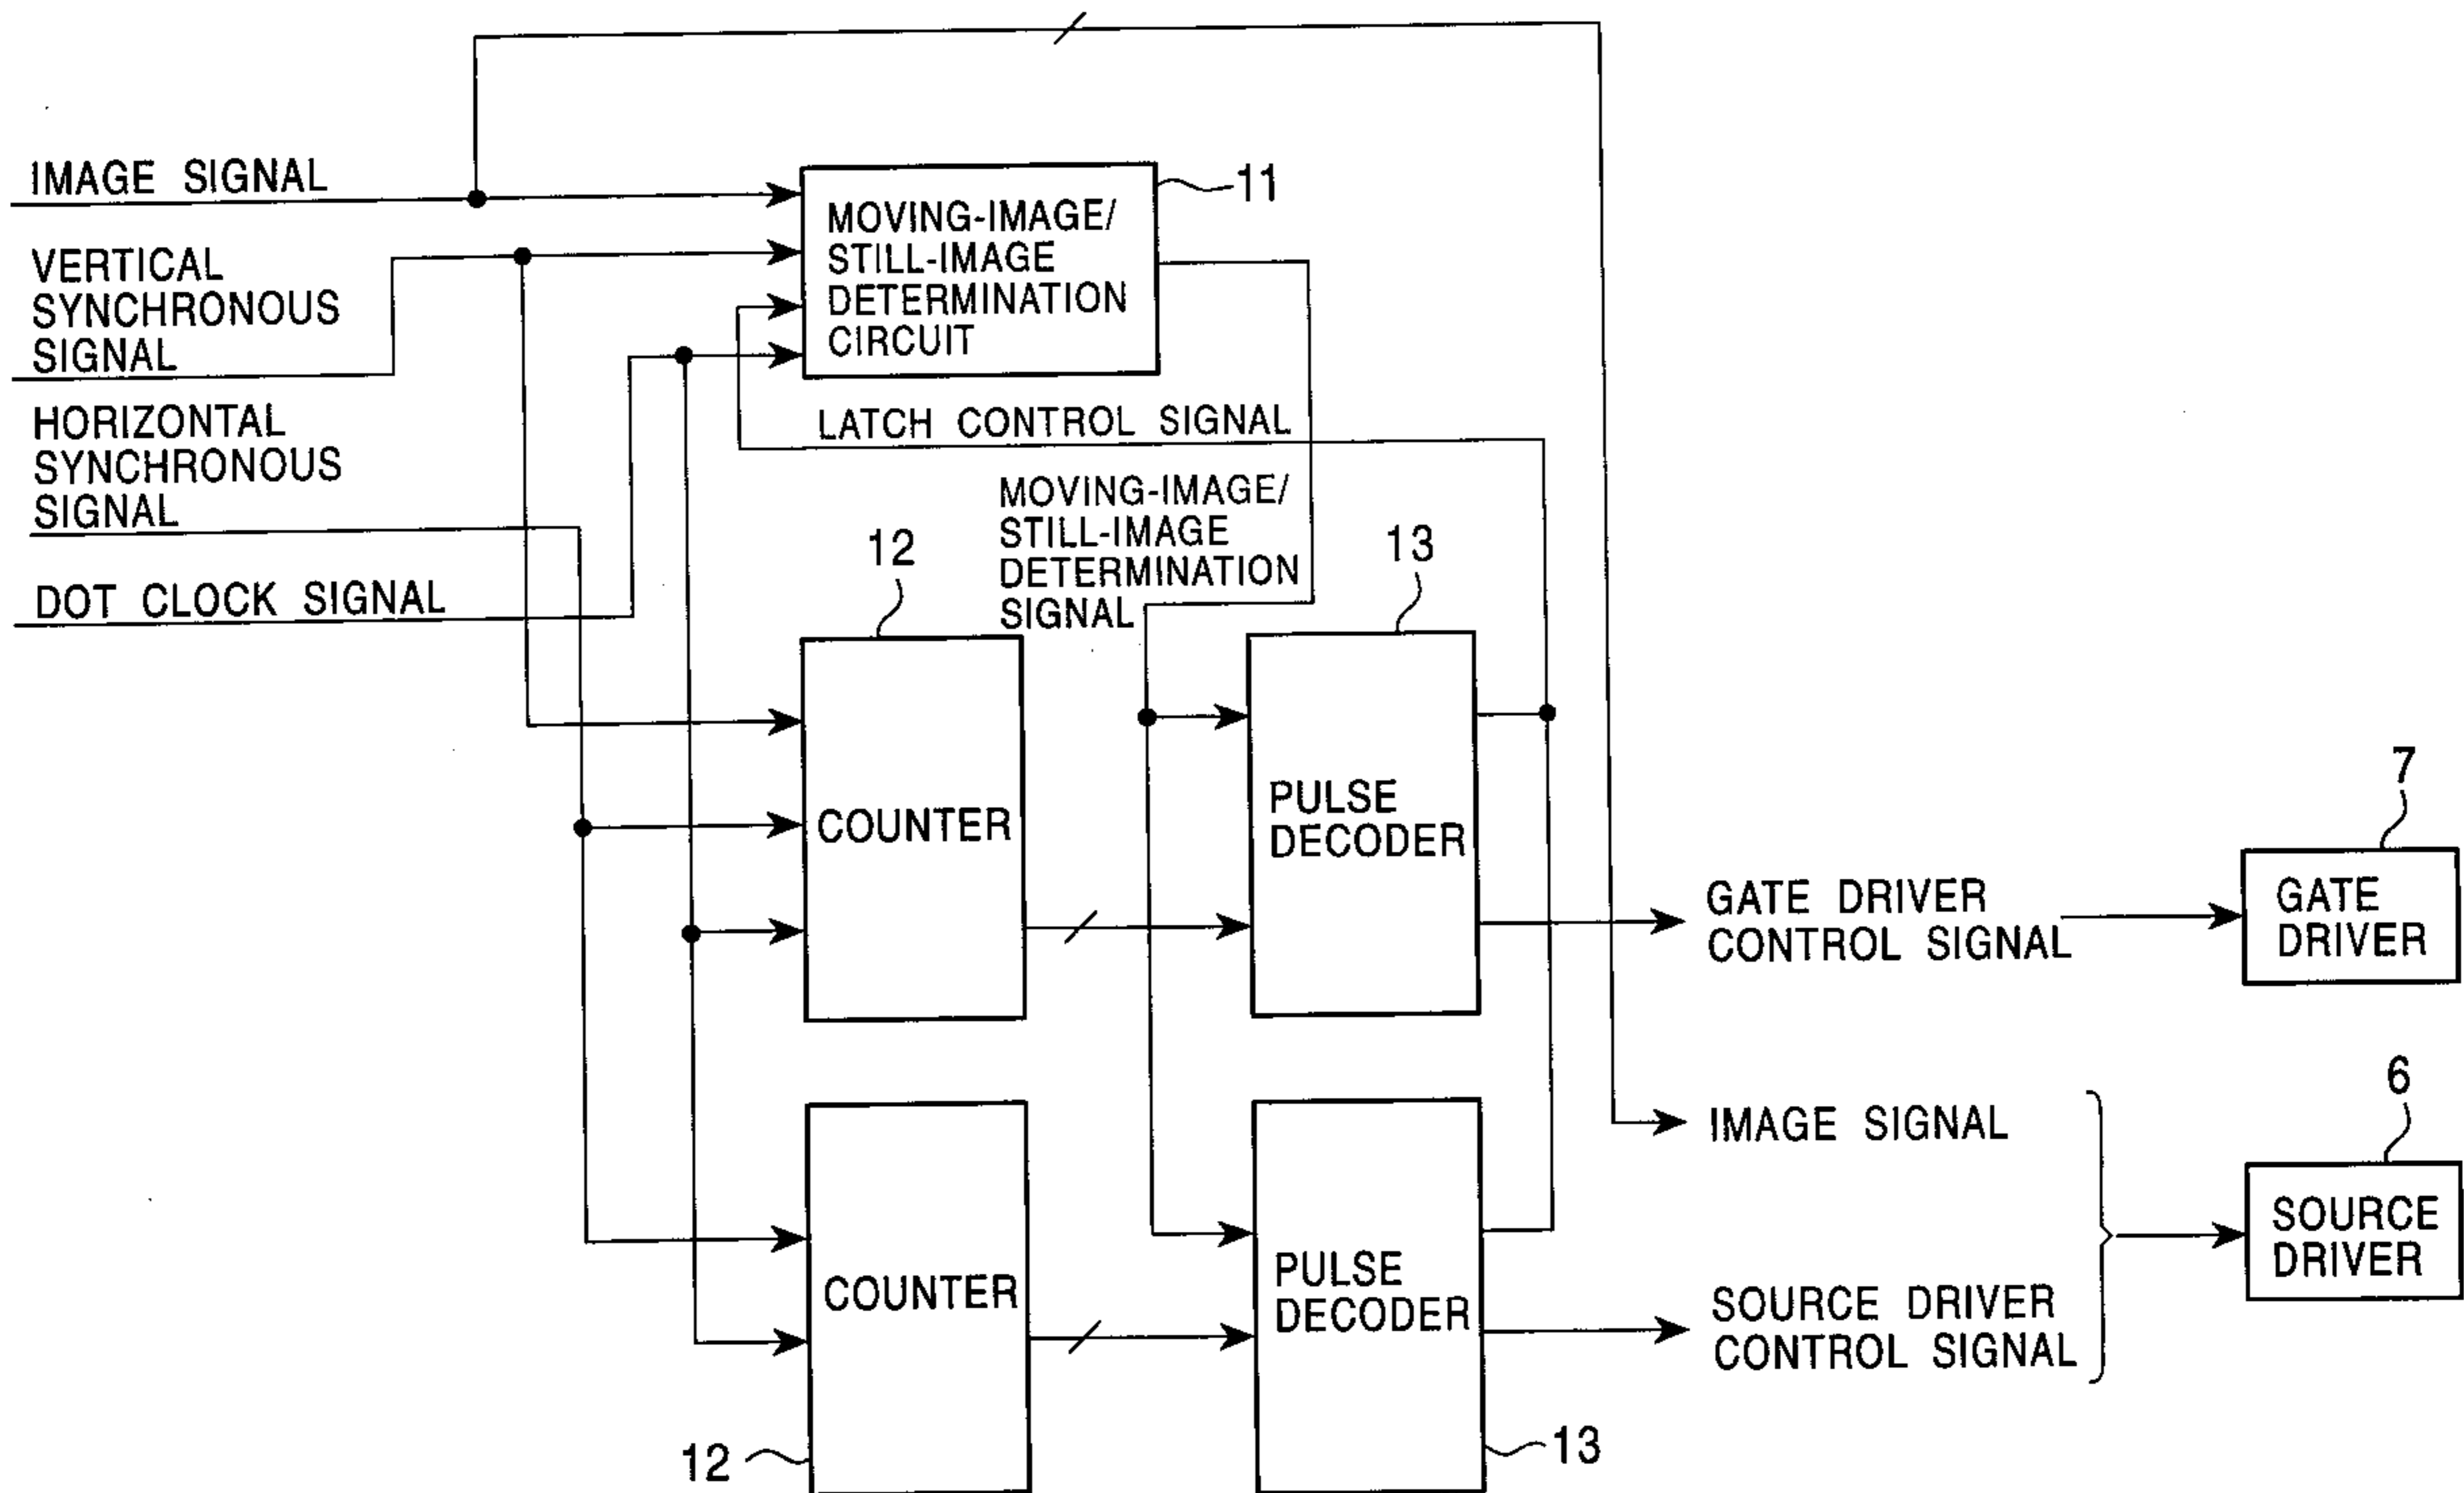 IMAGE SIGNAL
11
MOVING-IMAGE/
STILL-IMAGE
DETERMINATION
CIRCUIT
VERTICAL
SYNCHRONOUS
SIGNAL
HORIZONTAL
SYNCHRONOUS
SIGNAL
LATCH CONTROL SIGNAL
MOVING-IMAGE/
STILL-IMAGE
DETERMINATION
SIGNAL
DOT CLOCK SIGNAL
12
13
COUNTER
PULSE
DECODER
GATE DRIVER
CONTROL SIGNAL
7
GATE
DRIVER
IMAGE SIGNAL
6
SOURCE
DRIVER
COUNTER
PULSE
DECODER
SOURCE DRIVER
CONTROL SIGNAL
12
13